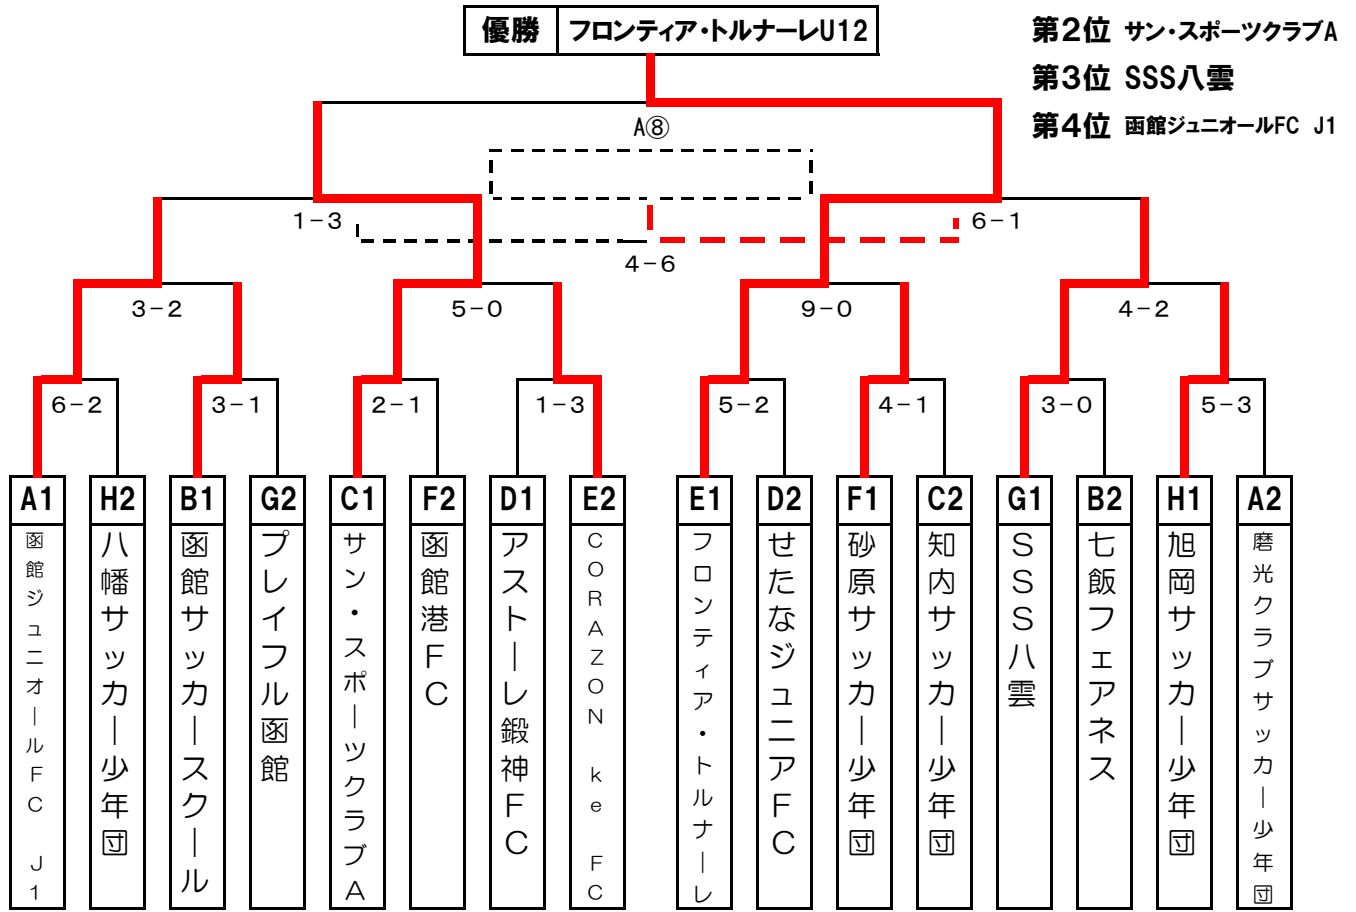 優勝 フロンティア・トルナーレU12
第2位 サン・スポーツクラブA
第3位 SSS八雲
第4位 函館ジュニオールFC J1
A⑧
1-3
6-1
4-6
3-2
5-0
9-0
4-2
6-2
3-1
2-1
1-3
5-2
4-1
3-0
5-3
A1
函館ジュニオールFC J1
H2
八幡サッカー少年団
B1
函館サッカースクール
G2
プレイフル函館
C1
サン・スポーツクラブA
F2
函館港FC
D1
アストーレ鍛神FC
E2
CORAZON ke FC
E1
フロンティア・トルナーレ
D2
せたなジュニアFC
F1
砂原サッカー少年団
C2
知内サッカー少年団
G1
SSS八雲
B2
七飯フェアネス
H1
旭岡サッカー少年団
A2
磨光クラブサッカー少年団